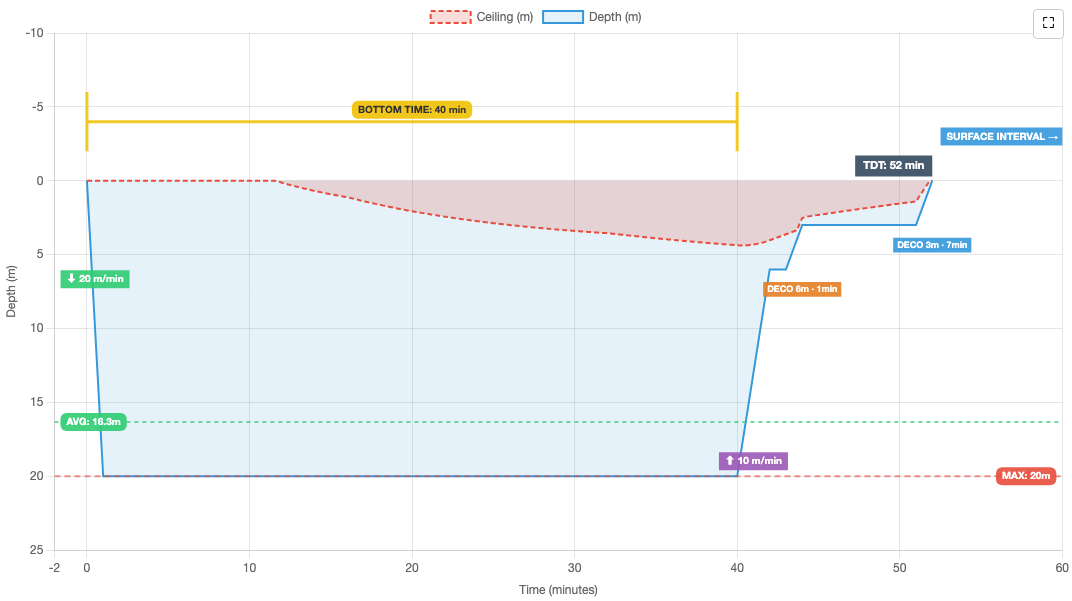 Ceiling (m)
Depth (m)
-10
-5
BOTTOM TIME: 40 min
SURFACE INTERVAL →
TDT: 52 min
0
DECO 3m · 7min
5
⬇ 20 m/min
DECO 6m · 1min
Depth (m)
10
15
AVG: 16.3m
⬆ 10 m/min
20
MAX: 20m
25
-2 0 10 20 30 40 50 60
Time (minutes)